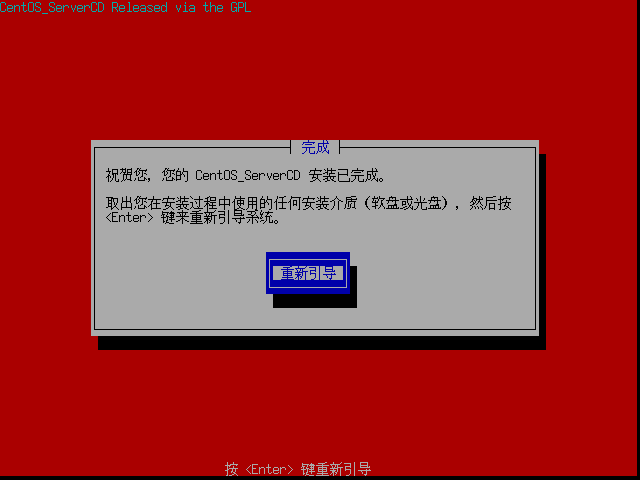 CentOS_ServerCD Released via the GPL
完成
祝贺您, 您的 CentOS_ServerCD 安装已完成。
取出您在安装过程中使用的任何安装介质 (软盘或光盘) , 然后按
<Enter> 键来重新引导系统。
重新引导
按 <Enter> 键重新引导